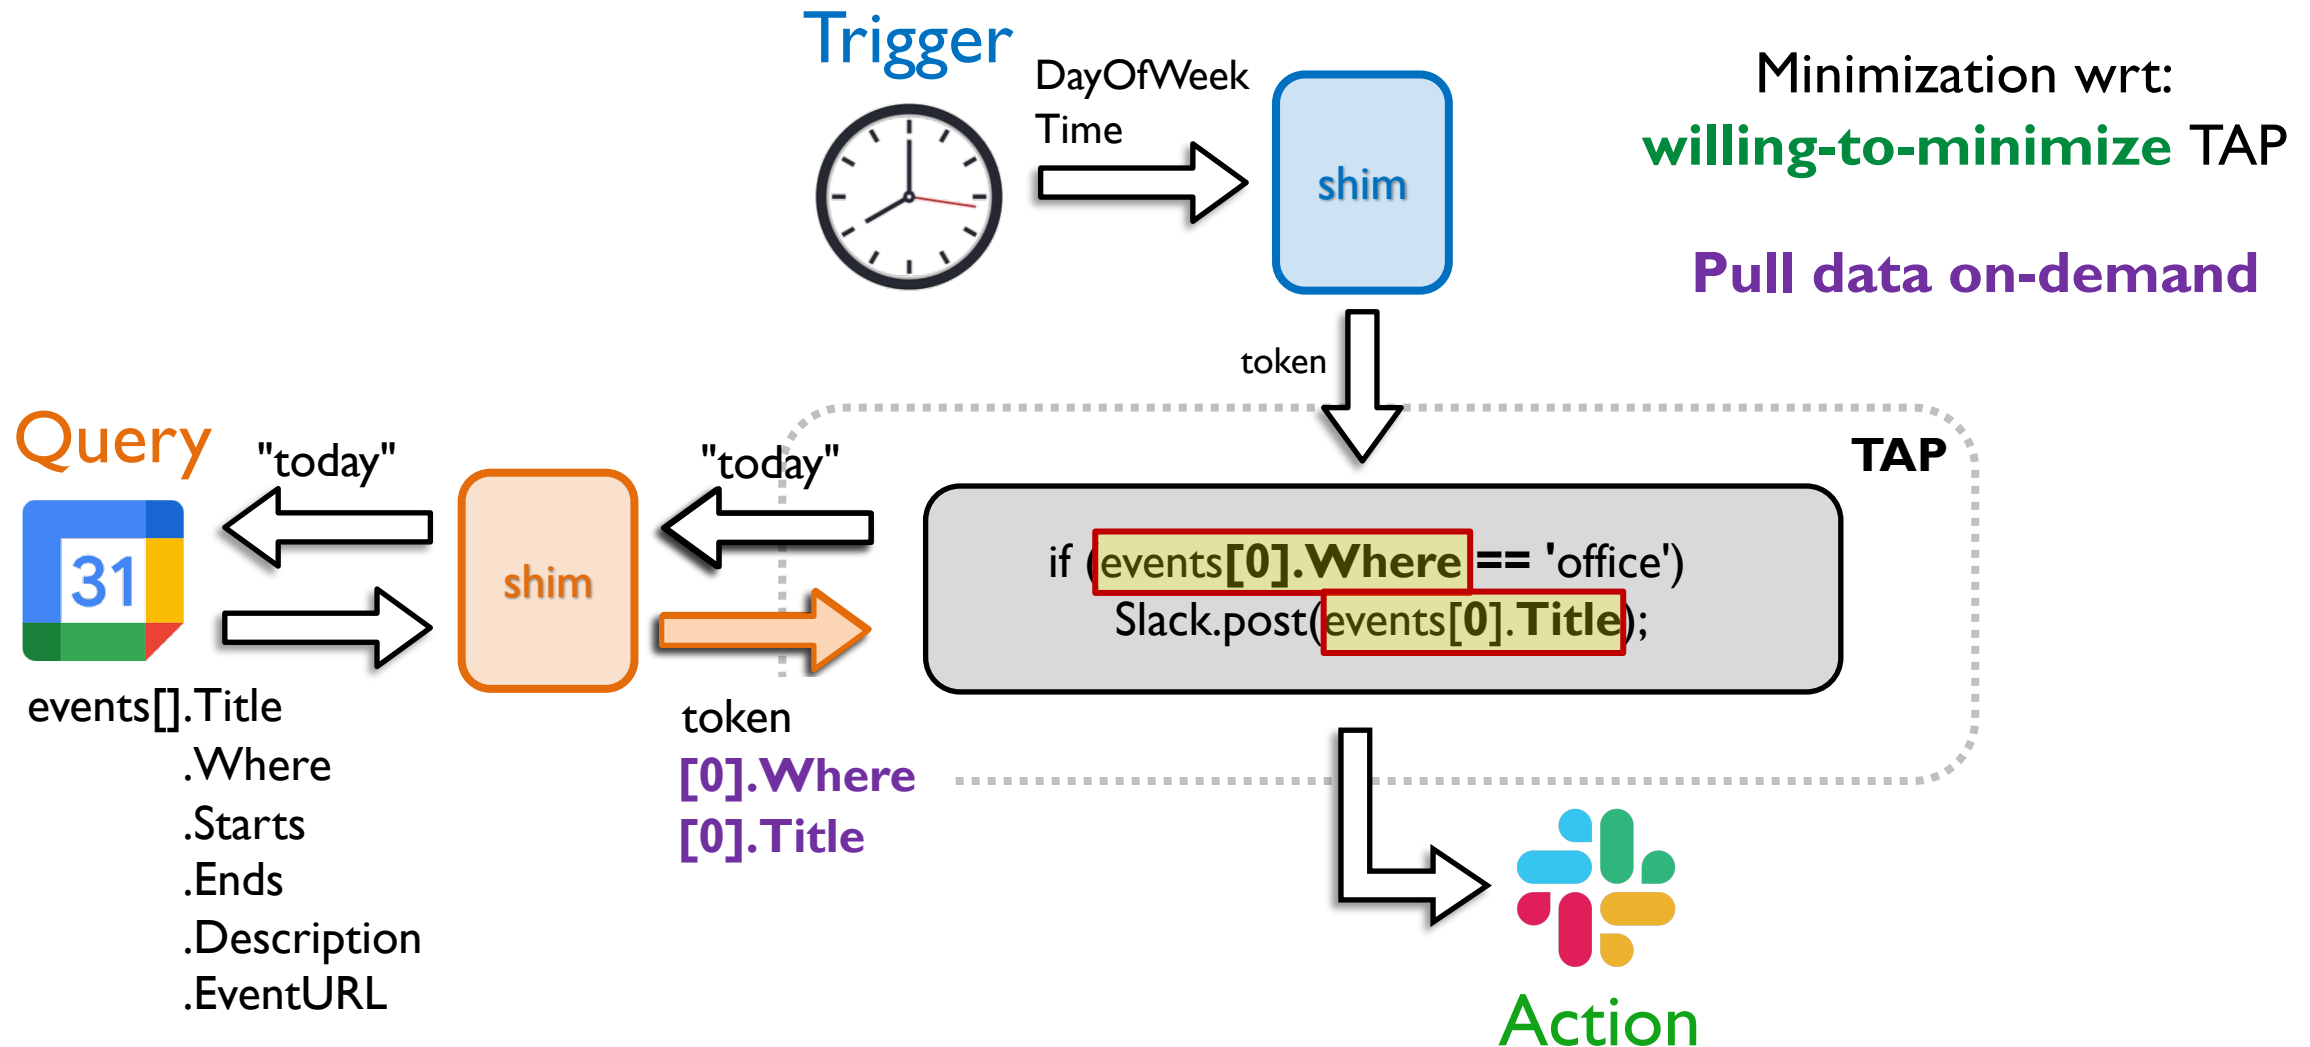 Trigger
DayOfWeek
Time
shim
Minimization wrt:
willing-to-minimize TAP
Pull data on-demand
token
TAP
Query
"today"
"today"
31
shim
if (events[0].Where == 'office')
Slack.post(events[0].Title);
events[].Title
.Where
.Starts
.Ends
.Description
.EventURL
token
[0].Where
[0].Title
Action